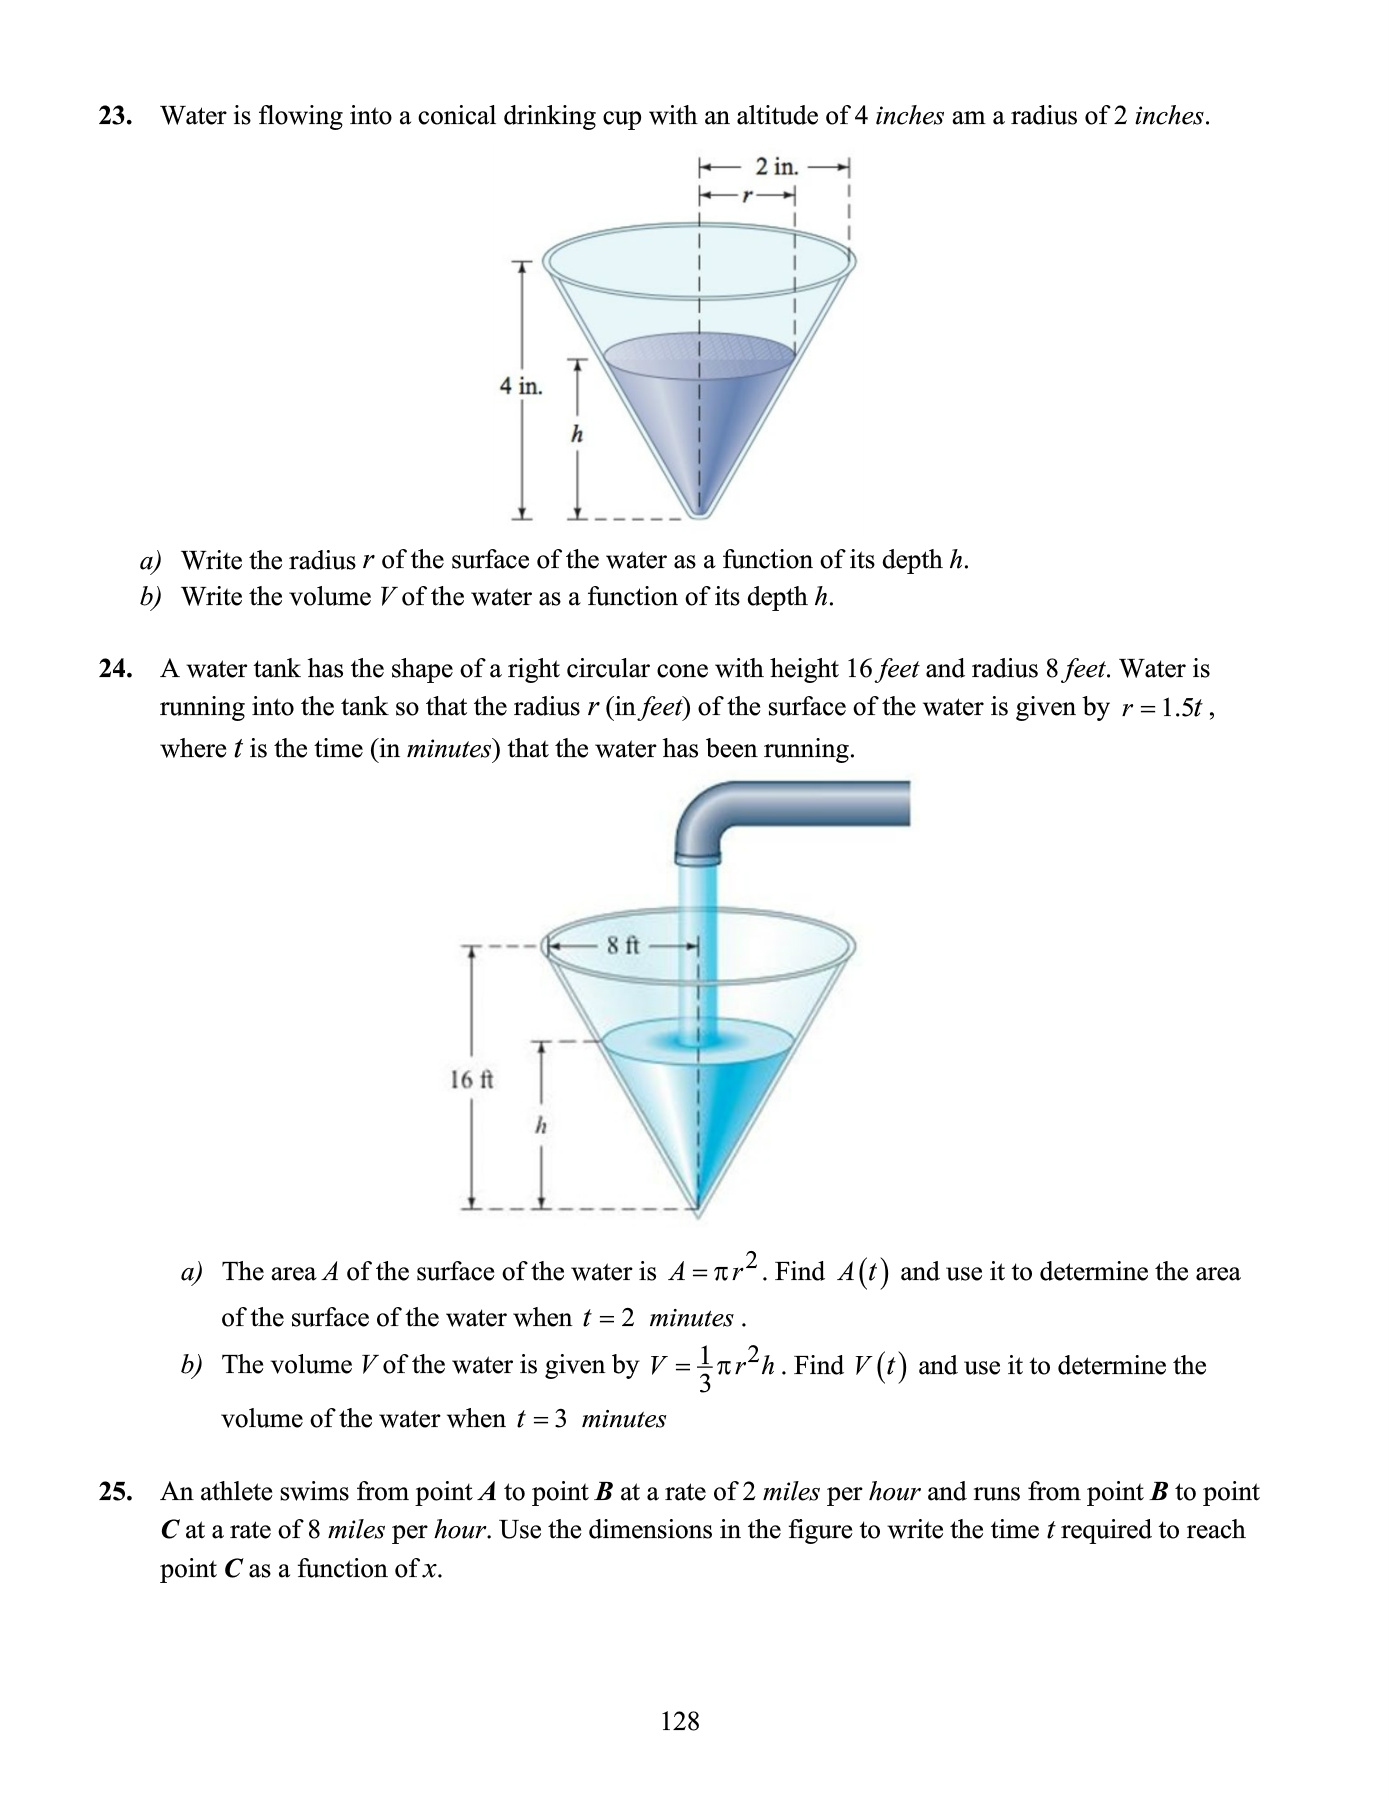 23. Water is flowing into a conical drinking cup with an altitude of 4 inches am a radius of 2 inches.
2 in.
r
4 in.
h
a) Write the radius r of the surface of the water as a function of its depth h.
b) Write the volume V of the water as a function of its depth h.
24. A water tank has the shape of a right circular cone with height 16 feet and radius 8 feet. Water is
running into the tank so that the radius r (in feet) of the surface of the water is given by r = 1.5t ,
where t is the time (in minutes) that the water has been running.
8 ft
16 ft
h
a) The area A of the surface of the water is A = πr². Find A(t) and use it to determine the area
of the surface of the water when t = 2 minutes .
b) The volume V of the water is given by V = 1/3 πr²h . Find V(t) and use it to determine the
volume of the water when t = 3 minutes
25. An athlete swims from point A to point B at a rate of 2 miles per hour and runs from point B to point
C at a rate of 8 miles per hour. Use the dimensions in the figure to write the time t required to reach
point C as a function of x.
128